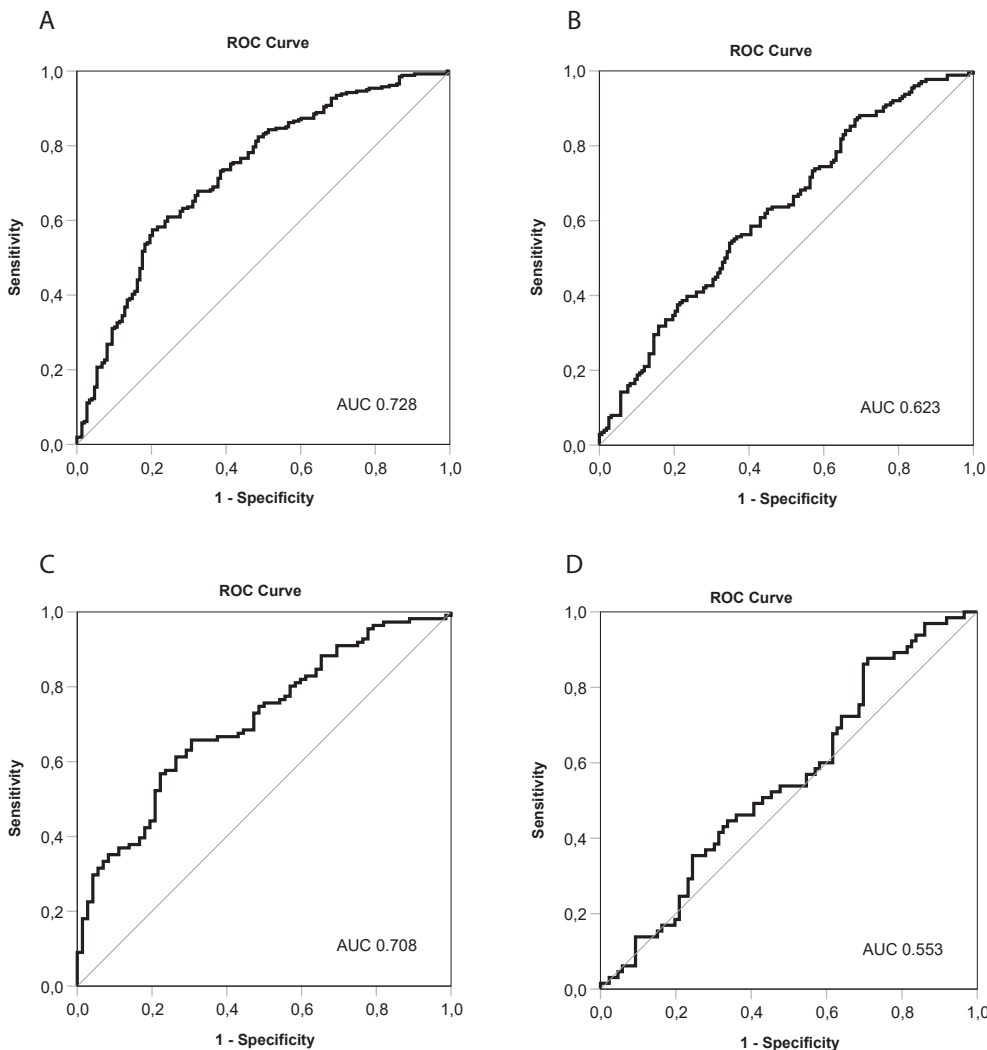 A
ROC Curve
1,0
0,8
0,6
0,4
0,2
0,0
Sensitivity
AUC 0.728
0,0 0,2 0,4 0,6 0,8 1,0
1 - Specificity
B
ROC Curve
1,0
0,8
0,6
0,4
0,2
0,0
Sensitivity
AUC 0.623
0,0 0,2 0,4 0,6 0,8 1,0
1 - Specificity
C
ROC Curve
1,0
0,8
0,6
0,4
0,2
0,0
Sensitivity
AUC 0.708
0,0 0,2 0,4 0,6 0,8 1,0
1 - Specificity
D
ROC Curve
1,0
0,8
0,6
0,4
0,2
0,0
Sensitivity
AUC 0.553
0,0 0,2 0,4 0,6 0,8 1,0
1 - Specificity